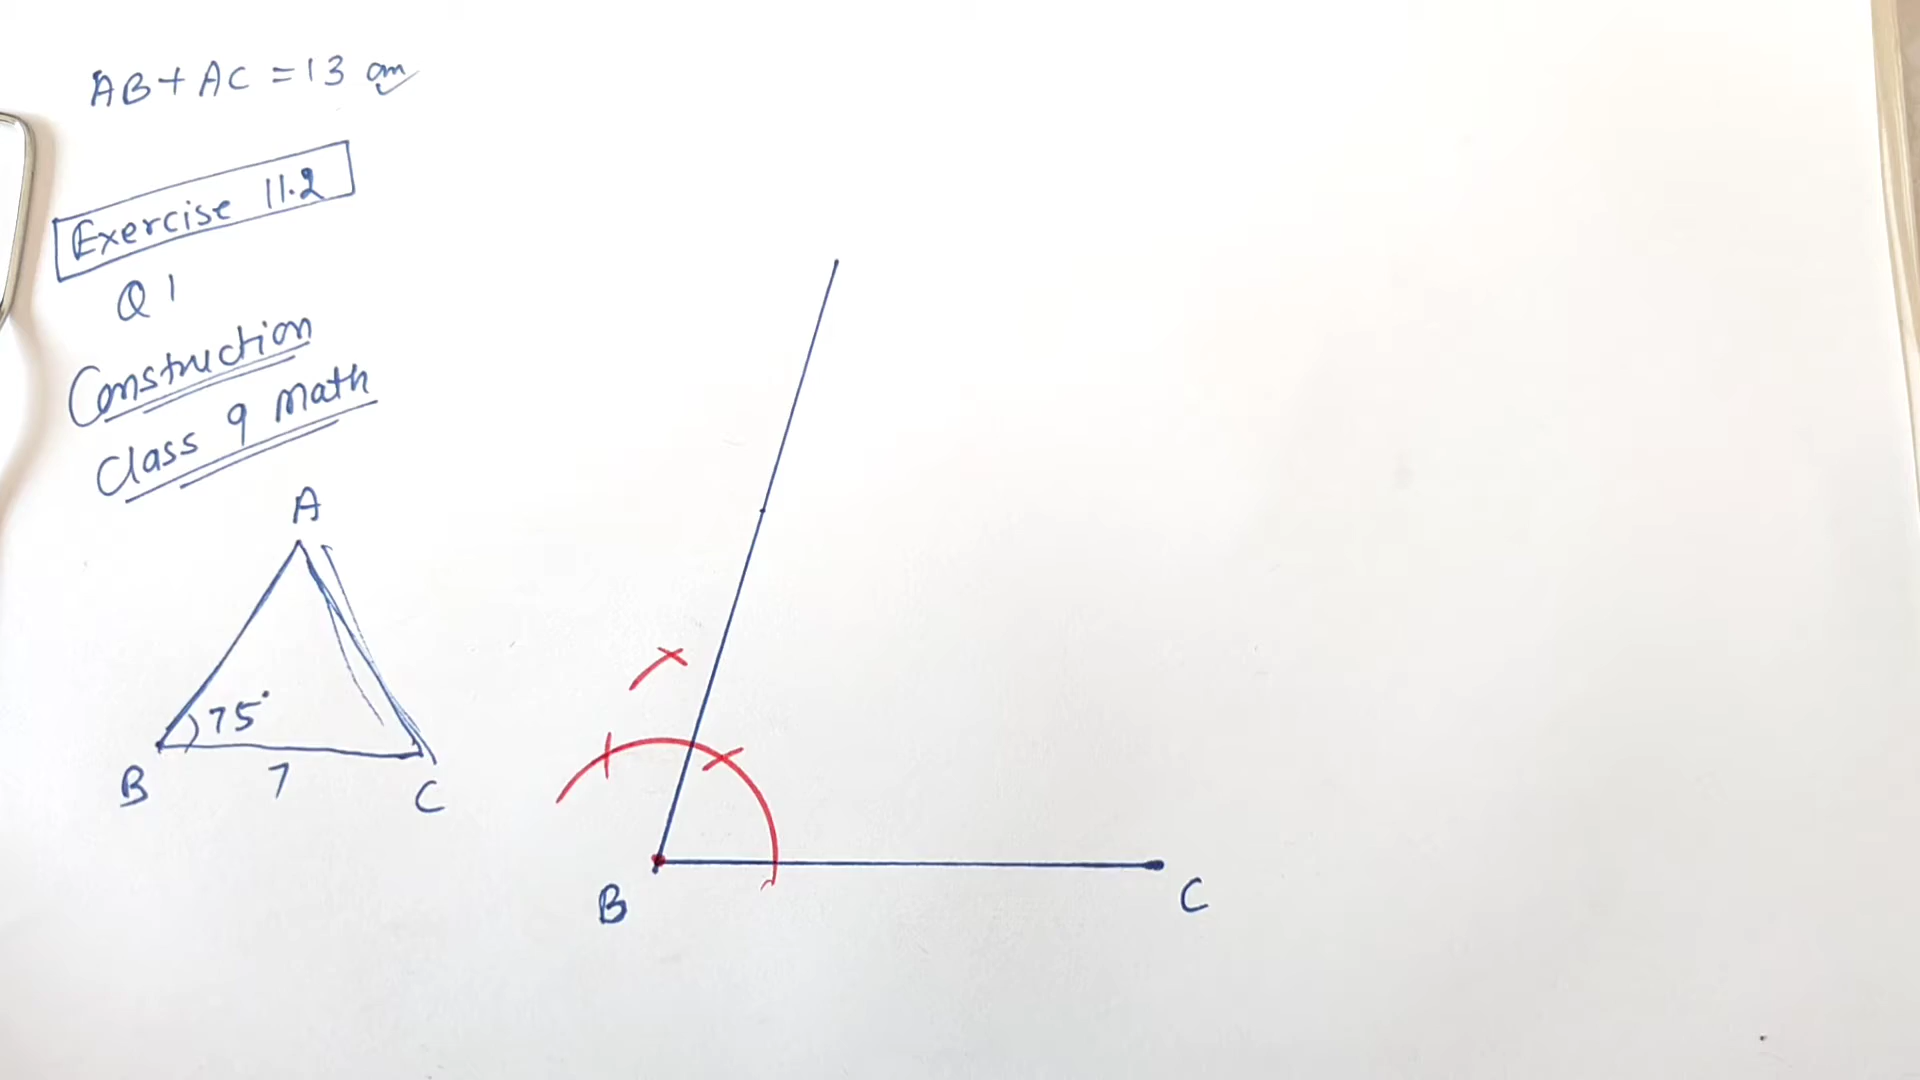 AB + AC = 13 cm
Exercise 11.2
Q 1
Construction
Class 9 math
A
75°
B
7
C
B
C